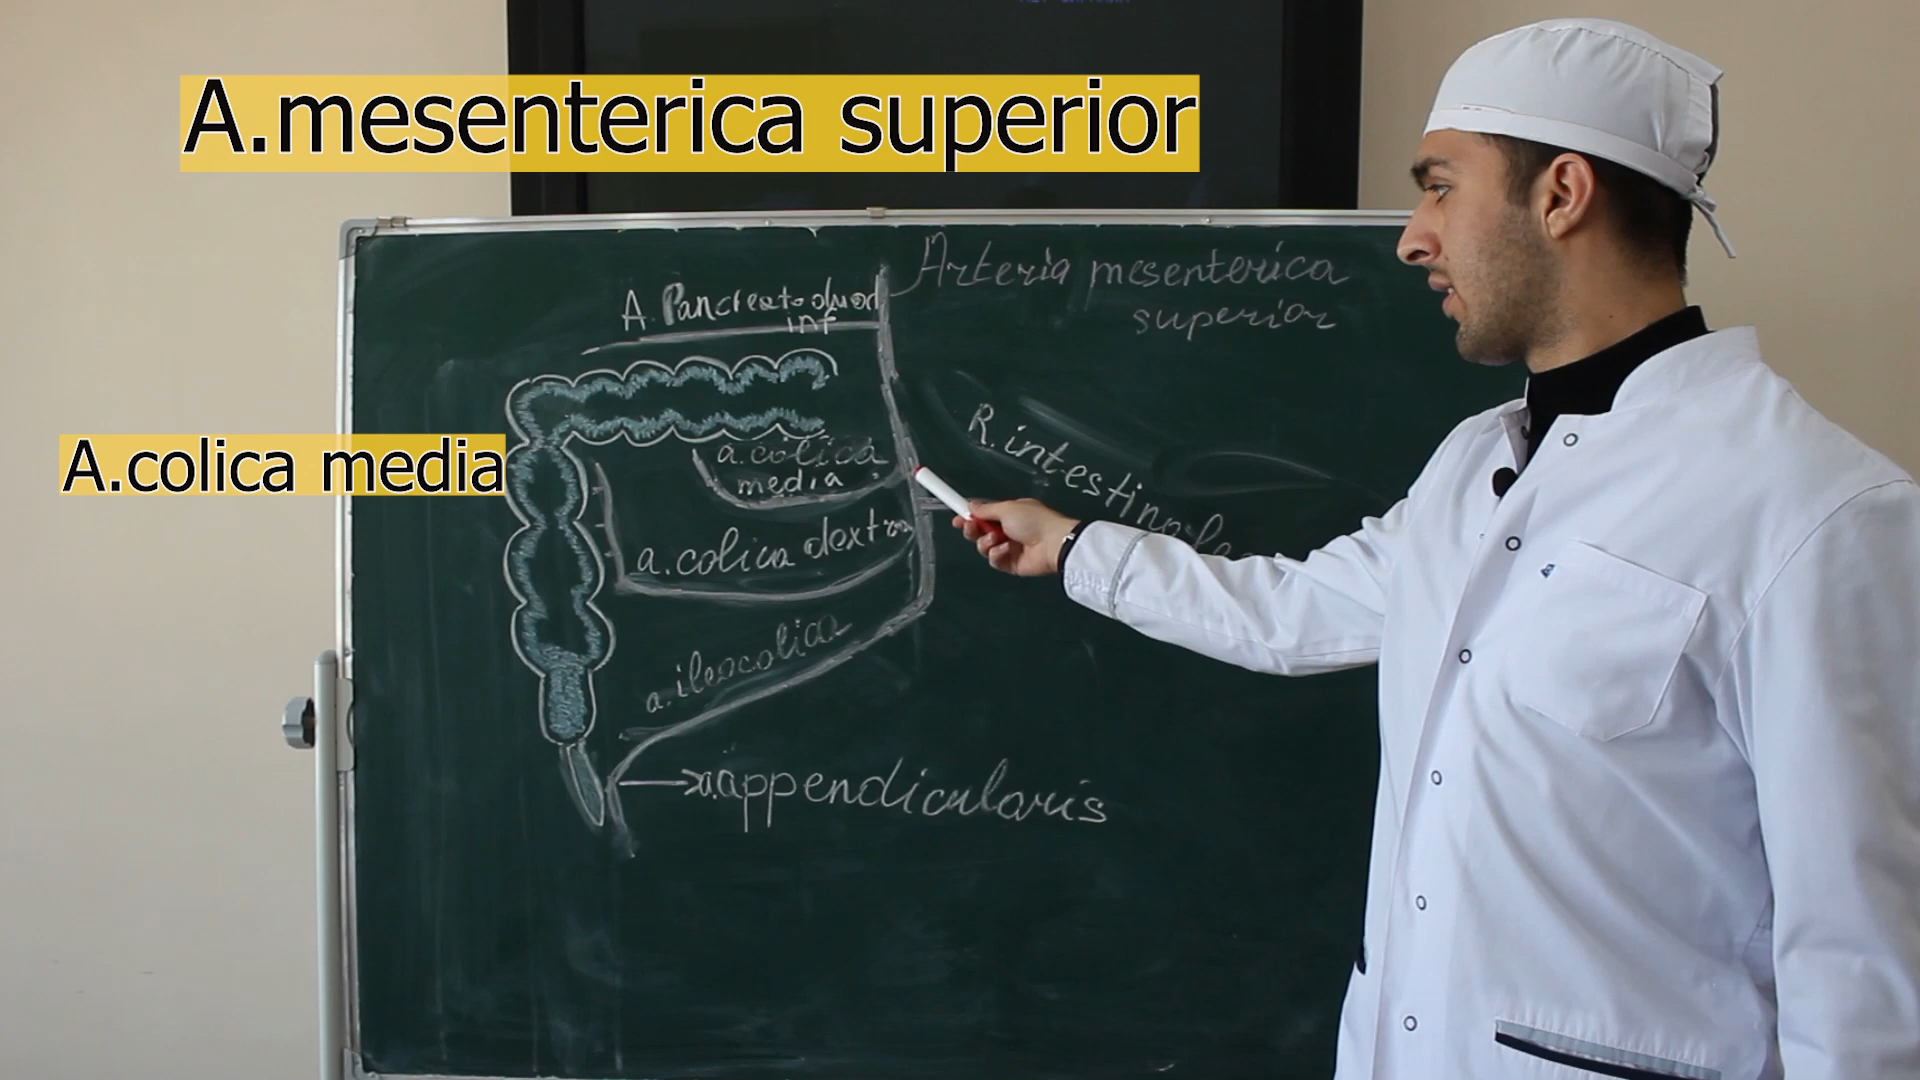 A.mesenterica superior
Arteria mesenterica
superior
A. Pancreatoduod
inf
R. intestinales
A.colica media
a. colica
media
a. colica dextra
a. ileocolica
a. appendicularis